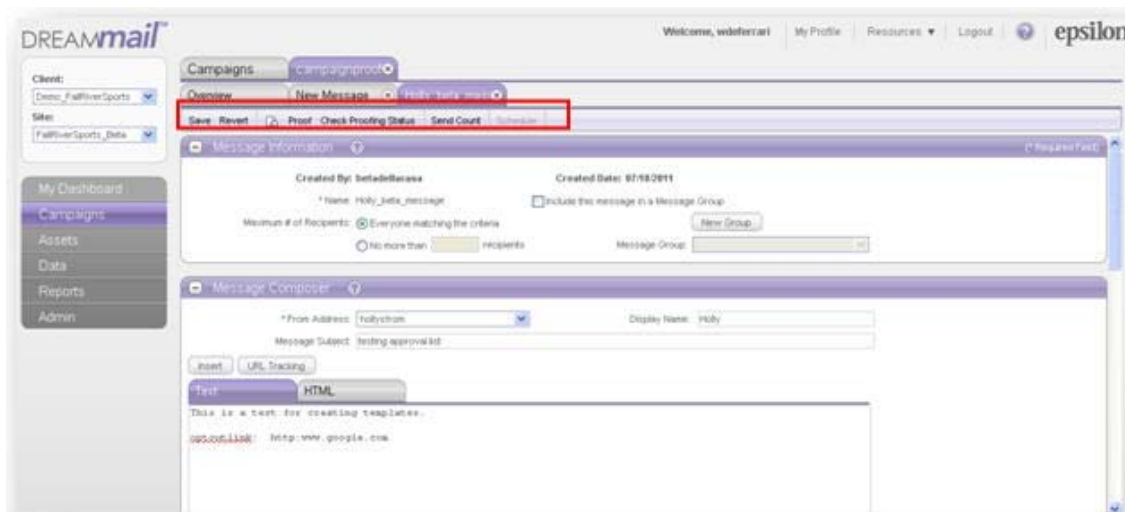 DREAMmail™
Welcome, wdeferrari My Profile Resources ▼ Logout ? epsilon
Client:
Demo_FallRiverSports
Site:
FallRiverSports_Beta
My Dashboard
Campaigns
Assets
Data
Reports
Admin
Campaigns campaignproof
Overview New Message Holly_beta_mess
Save Revert Proof Check Proofing Status Send Count Schedule
Message Information ? (* Required Field)
Created By: betadellarasa Created Date: 07/18/2011
* Name: Holly_beta_message Include this message in a Message Group
Maximum # of Recipients: Everyone matching the criteria New Group
No more than recipients Message Group:
Message Composer ?
* From Address: hollystrom Display Name: Holly
Message Subject: testing approval list
Insert URL Tracking
Text HTML
This is a test for creating templates.
optoutlink: http:www.google.com